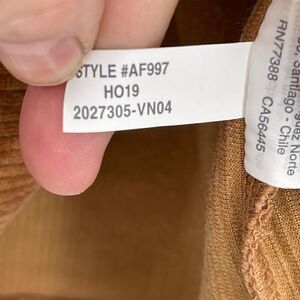 STYLE #AF997
HO19
2027305-VN04
Santiago - Chile
RN77388 CA56445